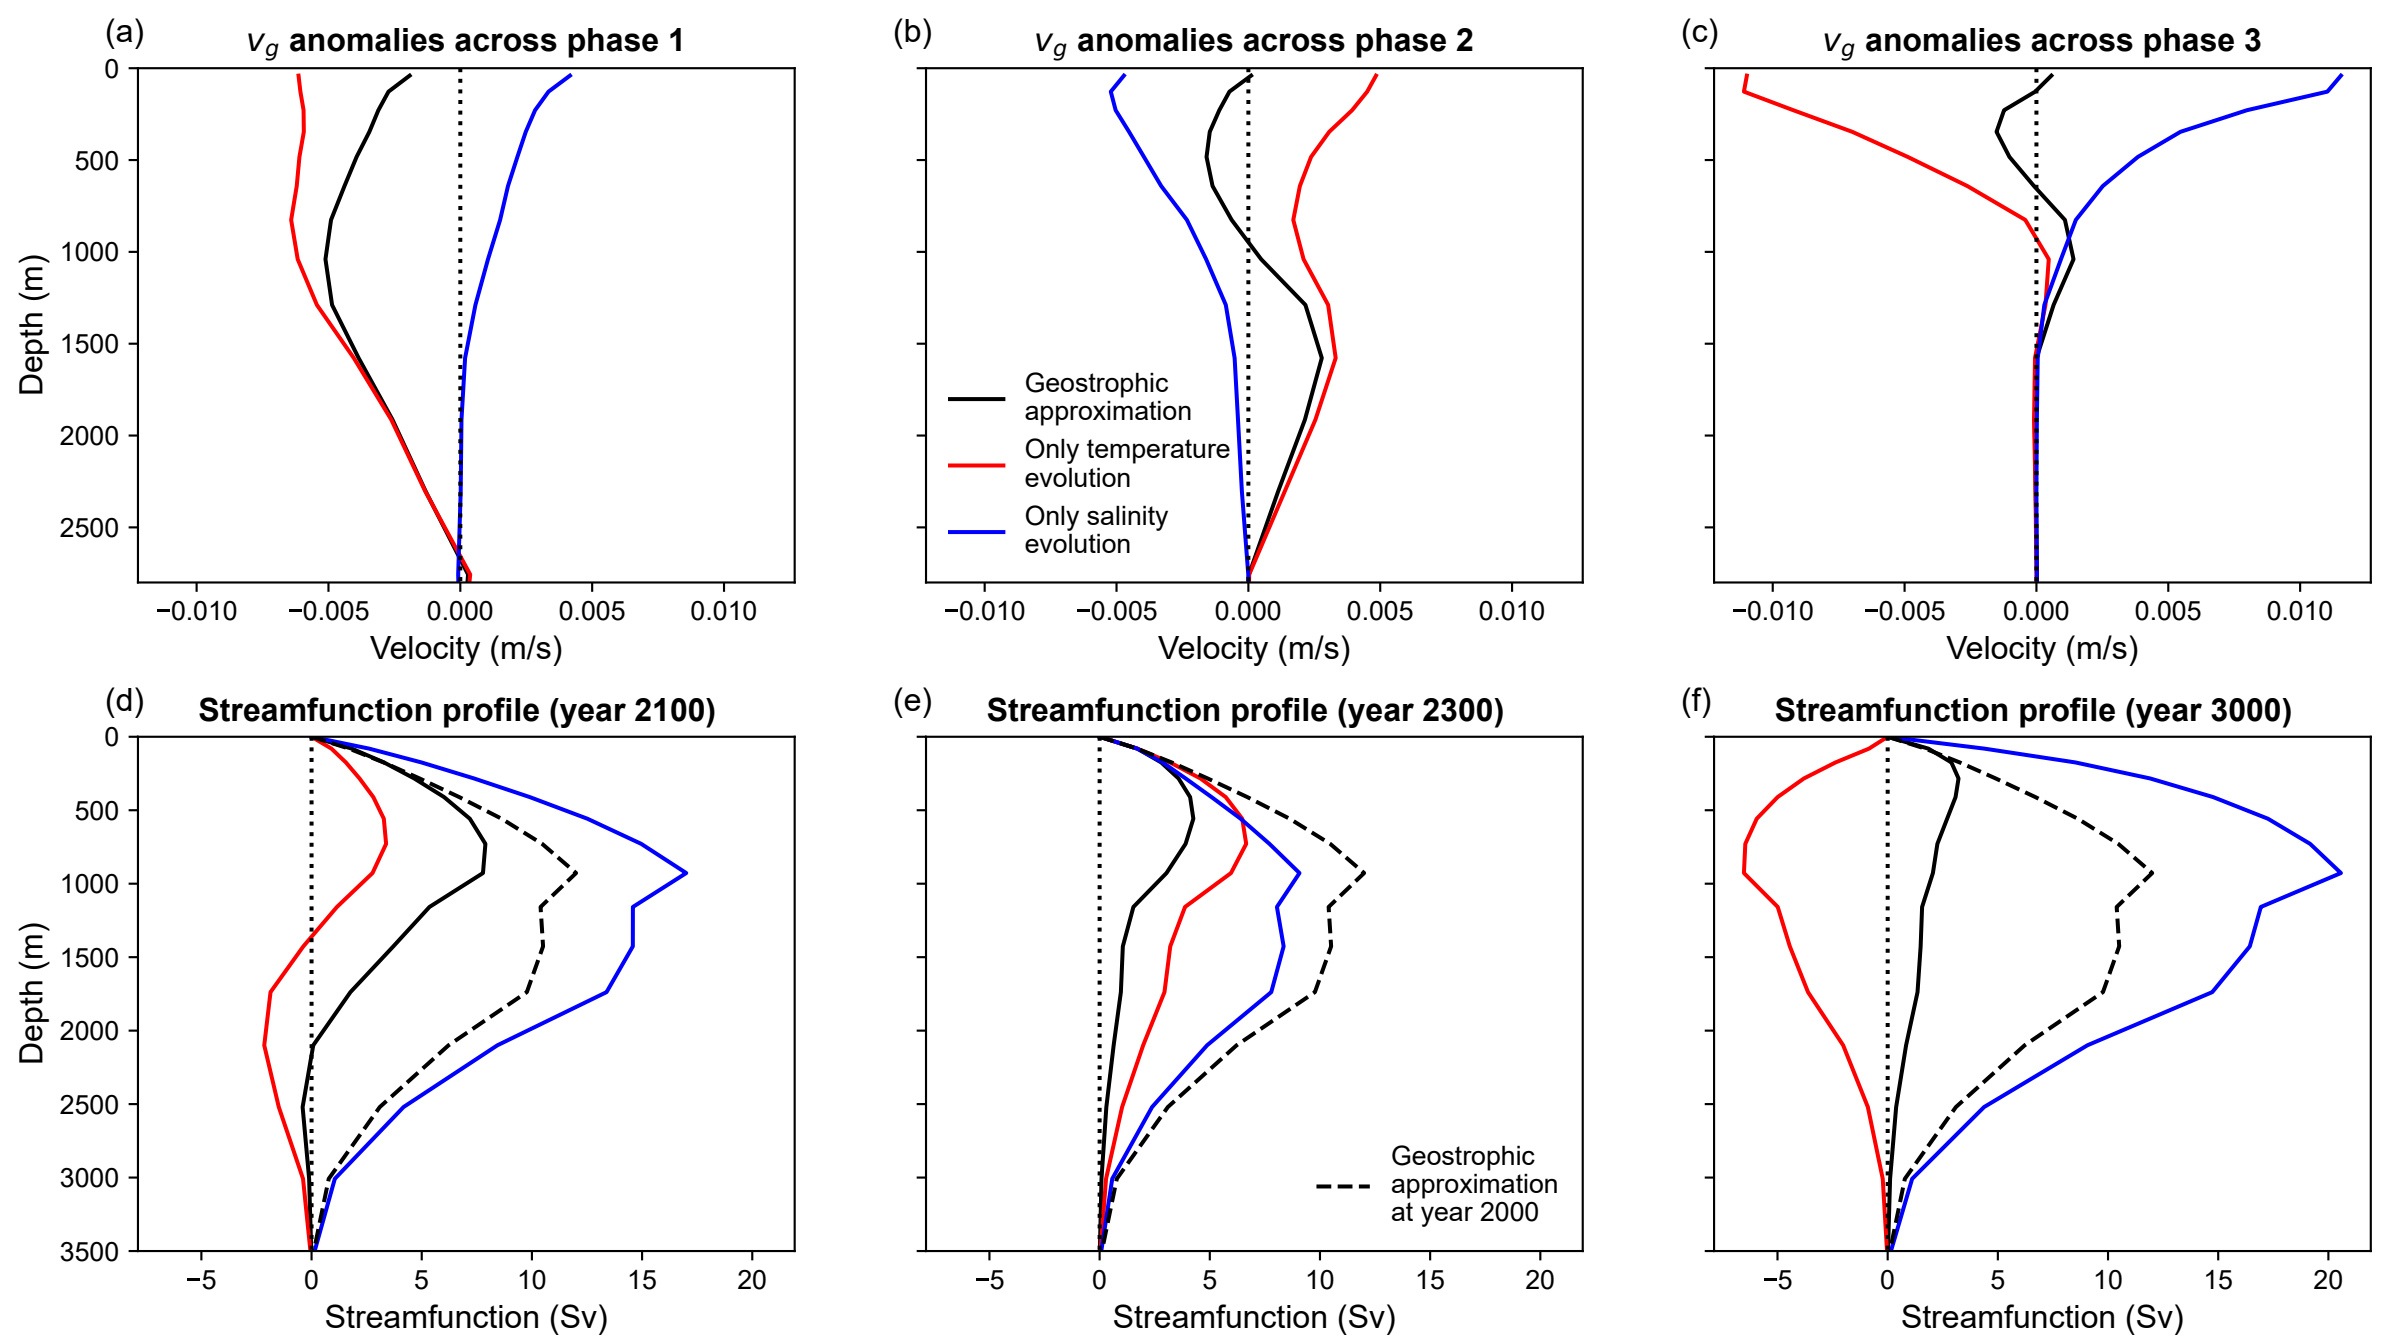 (a)
v_g anomalies across phase 1
0
500
1000
1500
2000
2500
Depth (m)
−0.010 −0.005 0.000 0.005 0.010
Velocity (m/s)
(b)
v_g anomalies across phase 2
Geostrophic
approximation
Only temperature
evolution
Only salinity
evolution
−0.010 −0.005 0.000 0.005 0.010
Velocity (m/s)
(c)
v_g anomalies across phase 3
−0.010 −0.005 0.000 0.005 0.010
Velocity (m/s)
(d)
Streamfunction profile (year 2100)
0
500
1000
1500
2000
2500
3000
3500
Depth (m)
−5 0 5 10 15 20
Streamfunction (Sv)
(e)
Streamfunction profile (year 2300)
Geostrophic
approximation
at year 2000
−5 0 5 10 15 20
Streamfunction (Sv)
(f)
Streamfunction profile (year 3000)
−5 0 5 10 15 20
Streamfunction (Sv)